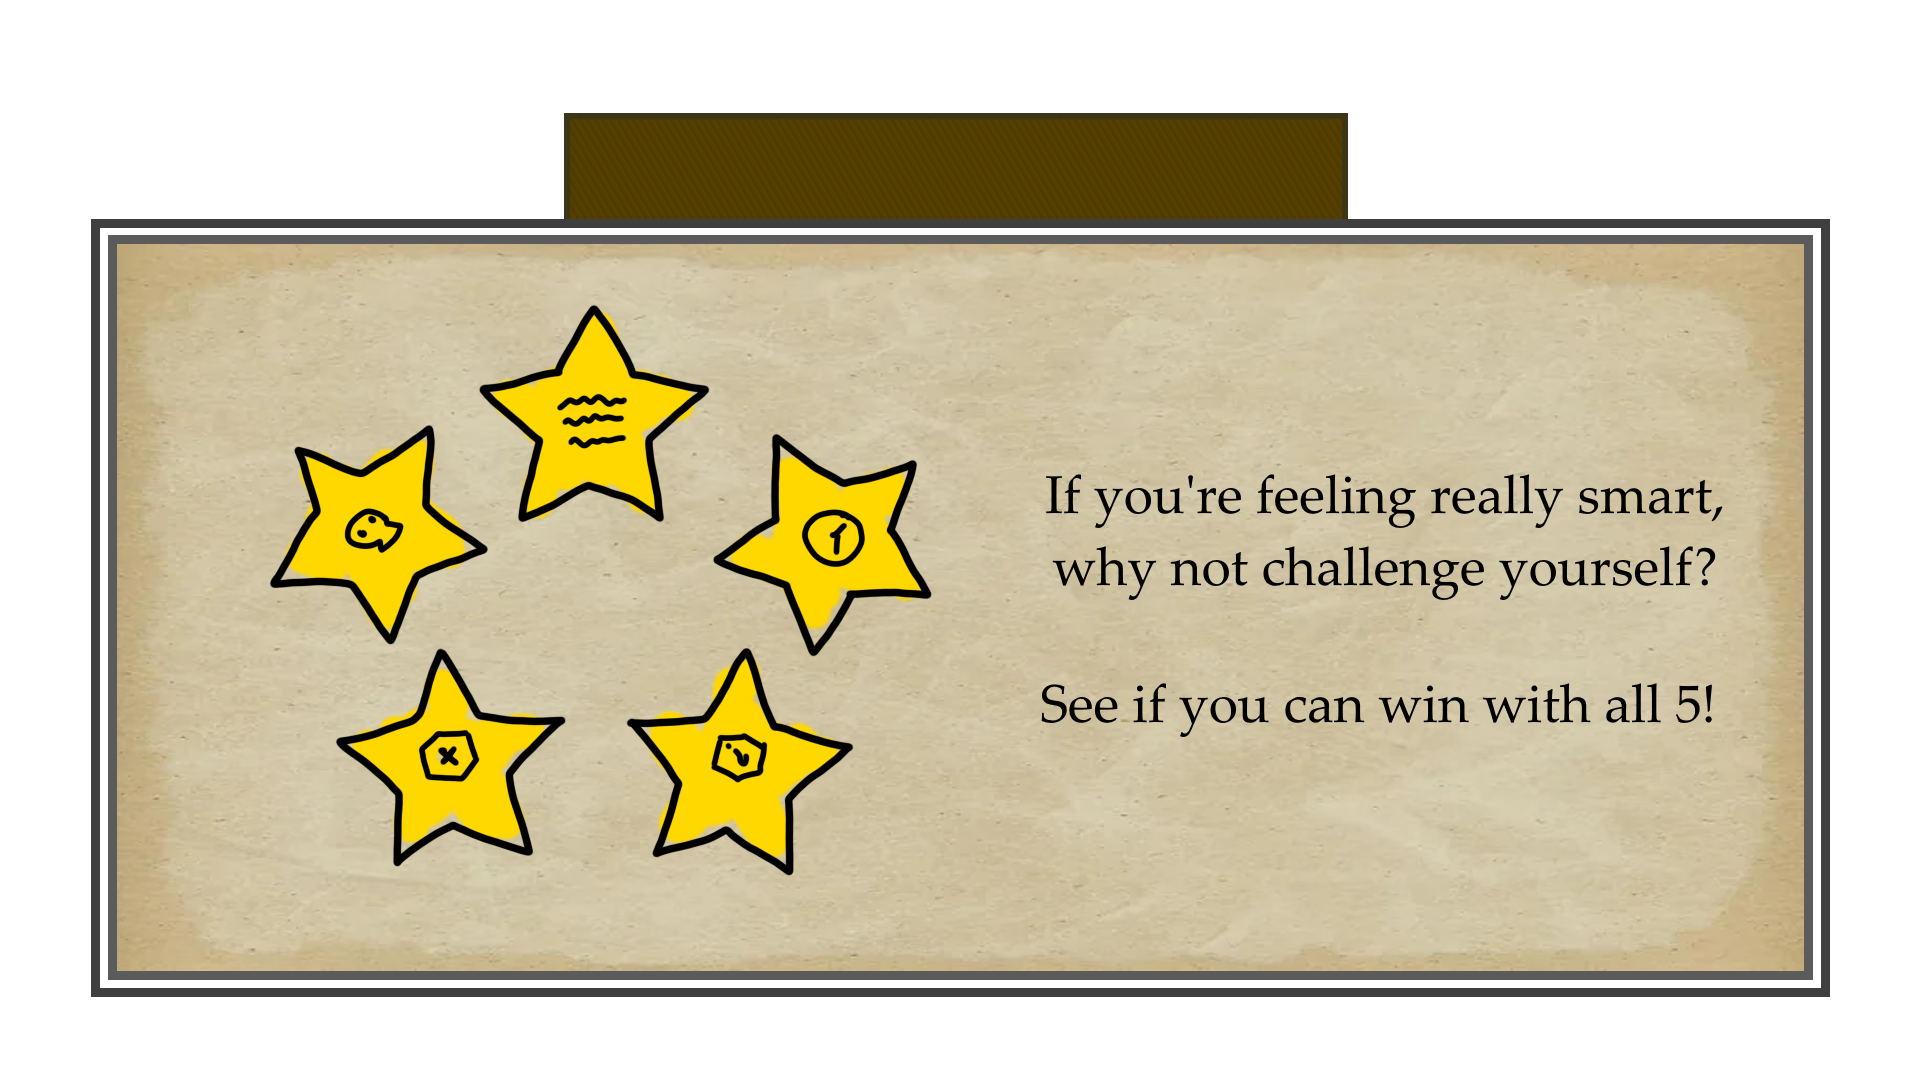 If you're feeling really smart,
why not challenge yourself?
See if you can win with all 5!